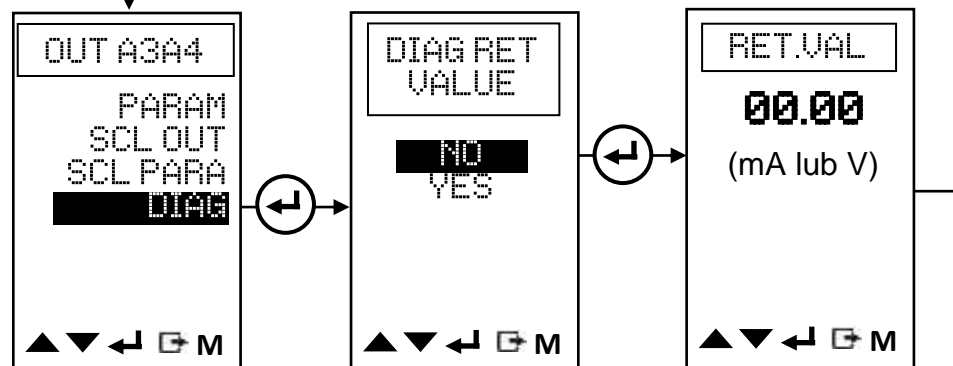 OUT A3A4
PARAM
SCL OUT
SCL PARA
DIAG
M
DIAG RET
VALUE
NO
YES
M
RET.VAL
00.00
(mA lub V)
M